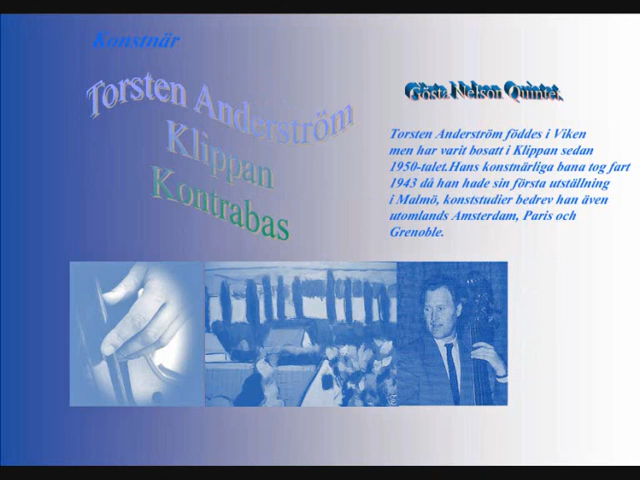 Konstnär
Torsten Anderström
Klippan
Kontrabas
Gösta Nelson Quintet.
Torsten Anderström föddes i Viken
men har varit bosatt i Klippan sedan
1950-talet.Hans konstnärliga bana tog fart
1943 då han hade sin första utställning
i Malmö, konststudier bedrev han även
utomlands Amsterdam, Paris och
Grenoble.